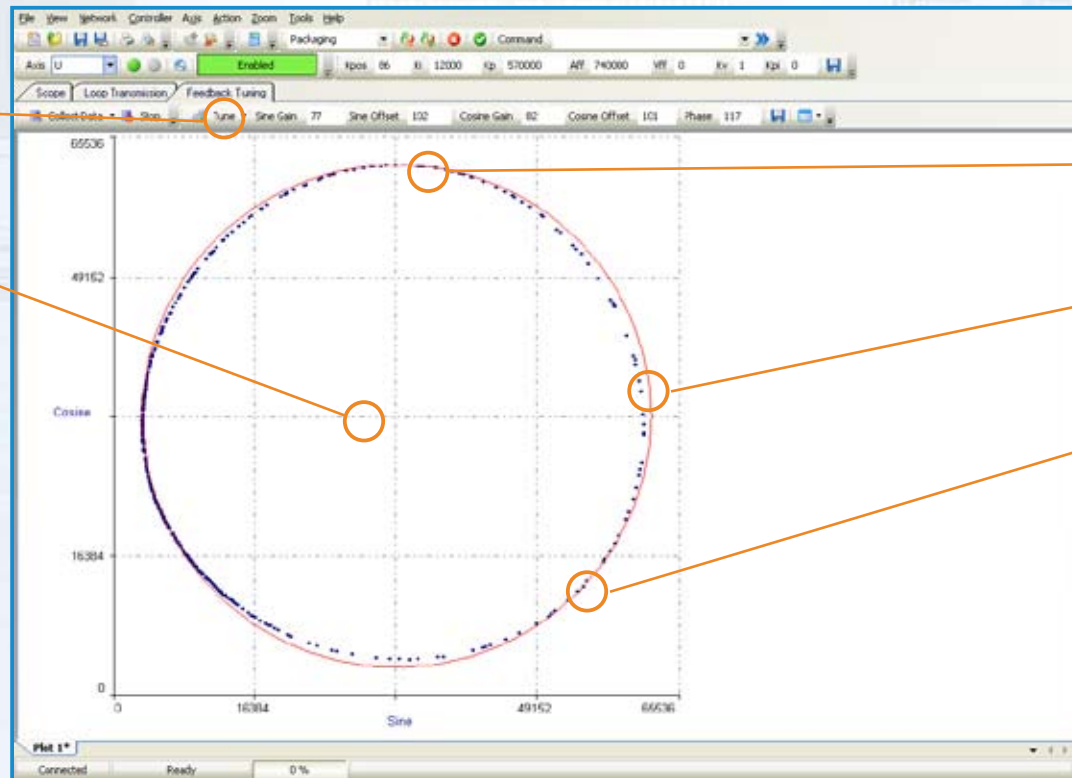 File View Network Controller Axis Action Zoom Tools Help
Packaging Command
Axis U Enabled Kpos 86 Ki 12000 Kp 570000 Aff 740000 Vff 0 Kv 1 Kpi 0
Scope Loop Transmission Feedback Tuning
Collect Data Stop Tune Sine Gain 77 Sine Offset 102 Cosine Gain 82 Cosine Offset 101 Phase 117
65536
49152
Cosine
16384
0
0 16384 49152 65536
Sine
Plot 1*
Connected Ready 0 %